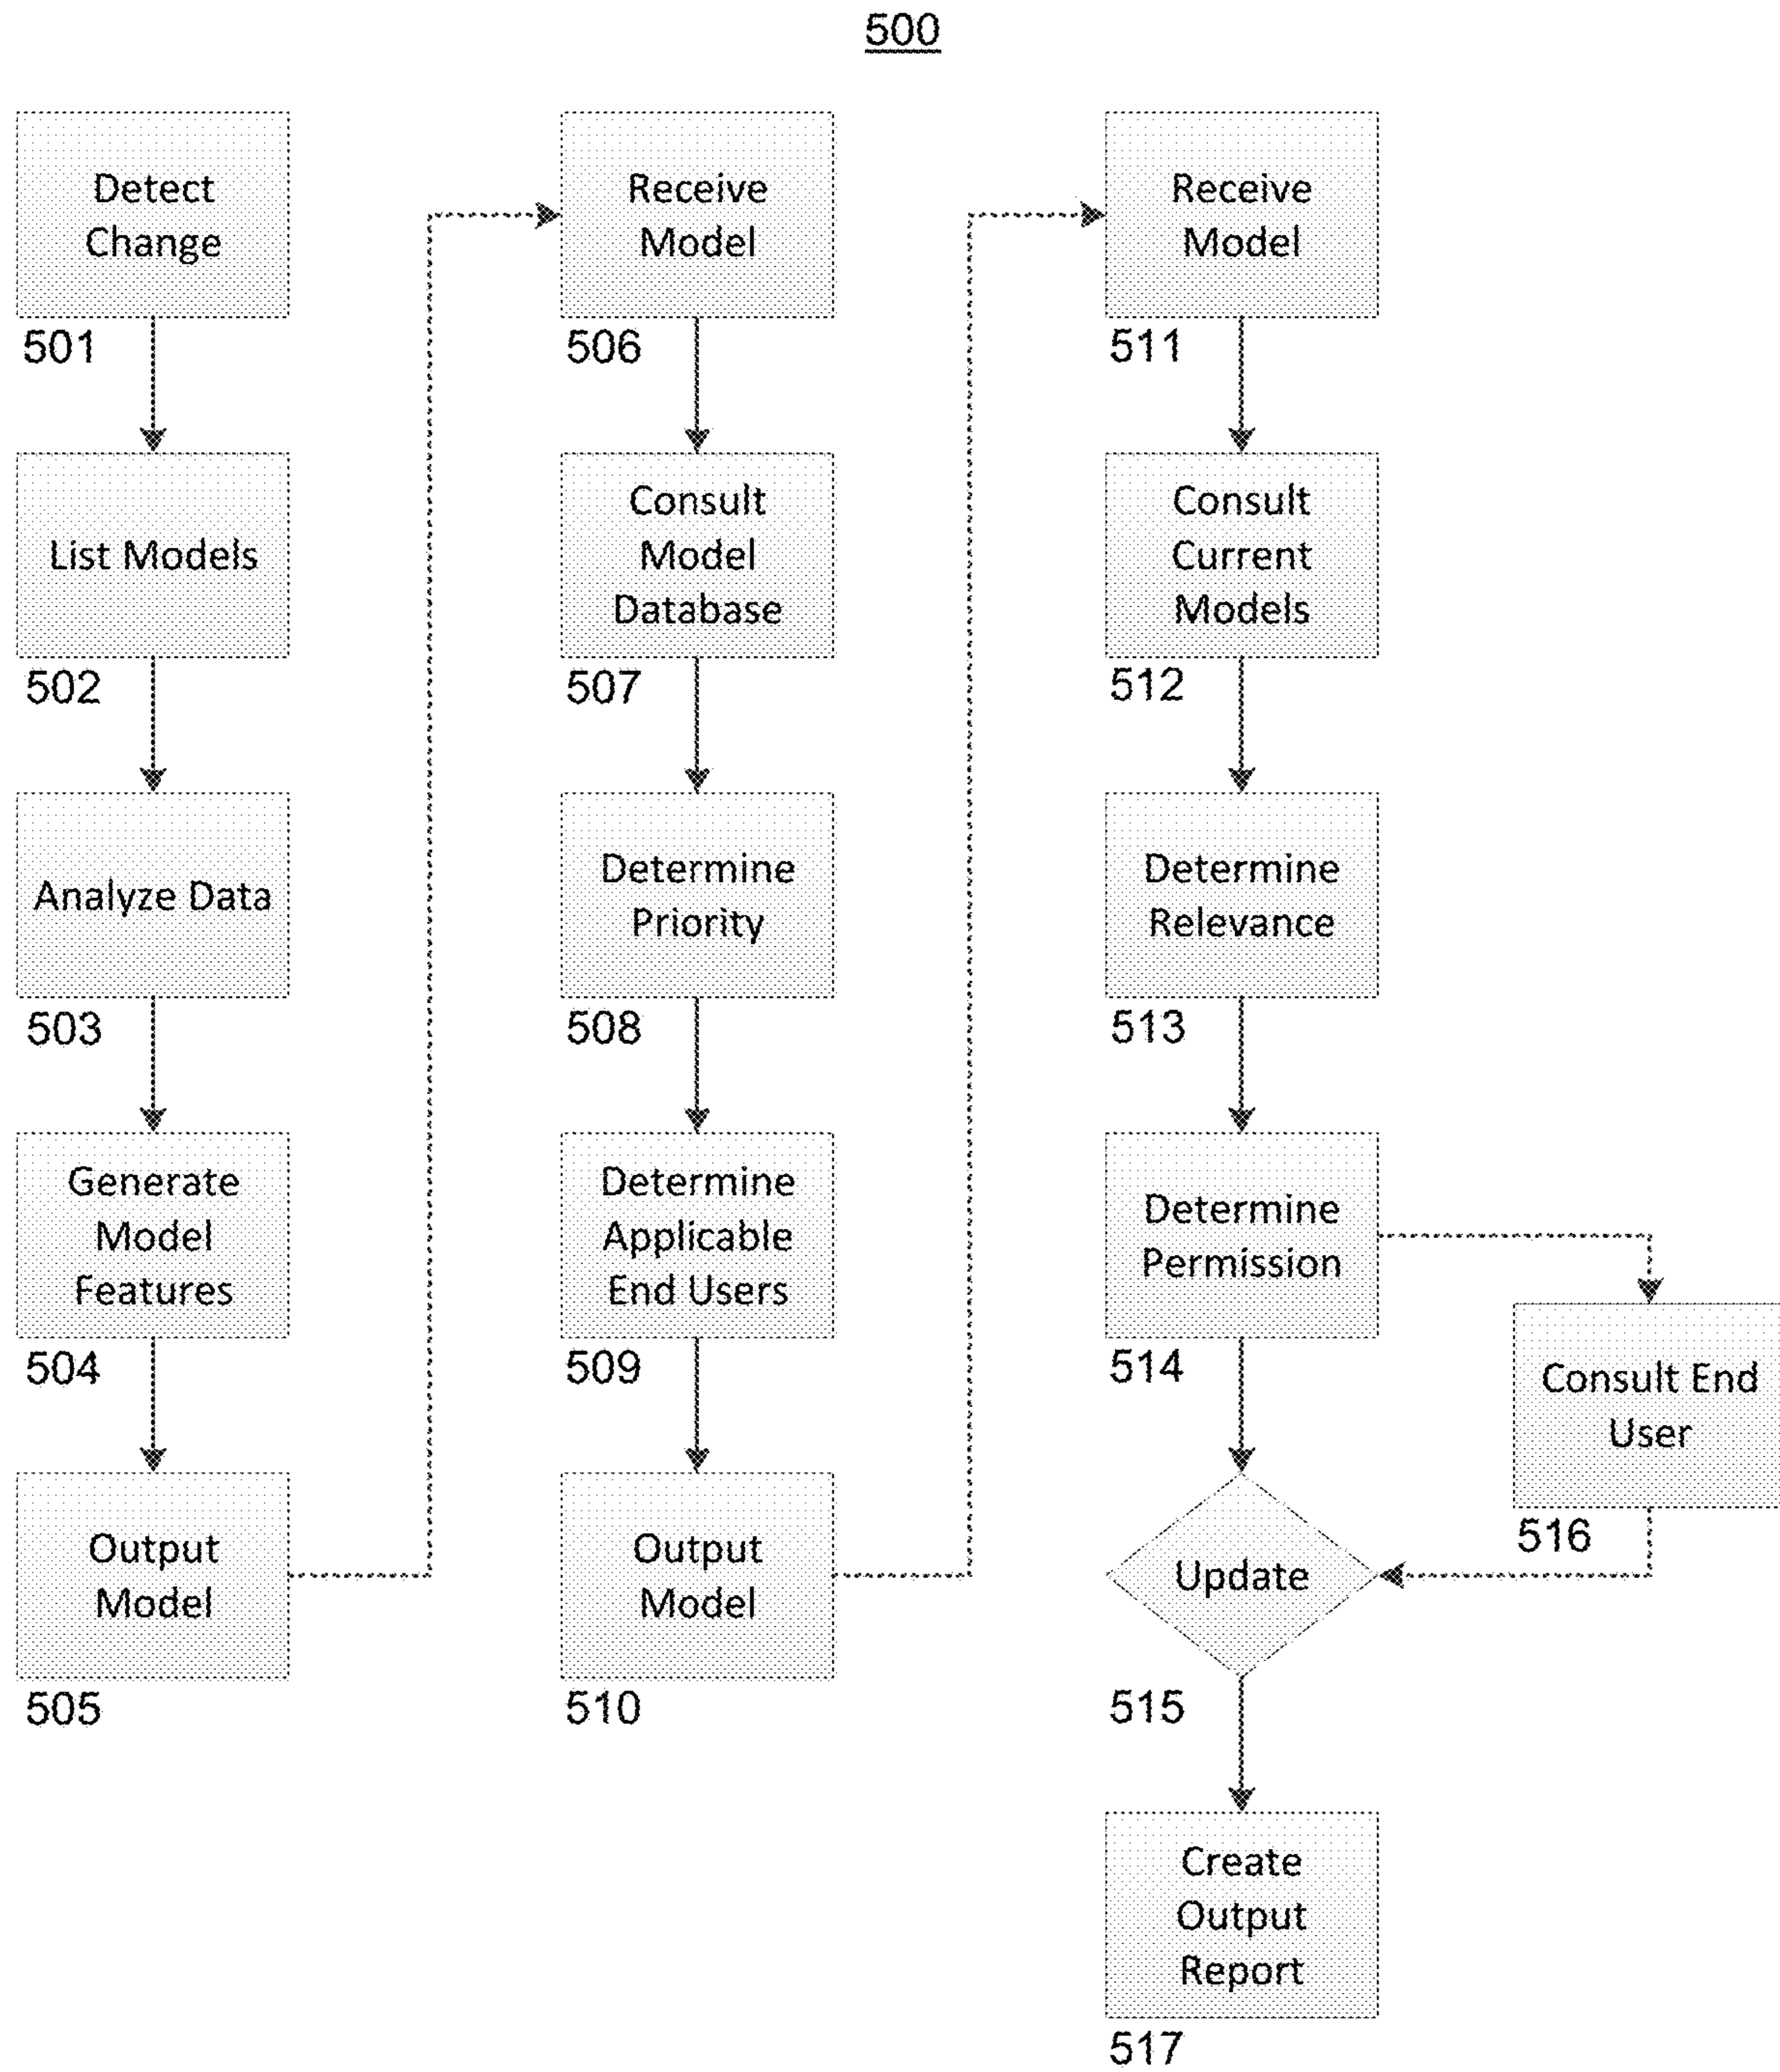 500
Detect
Change
501
List Models
502
Analyze Data
503
Generate
Model
Features
504
Output
Model
505
Receive
Model
506
Consult
Model
Database
507
Determine
Priority
508
Determine
Applicable
End Users
509
Output
Model
510
Receive
Model
511
Consult
Current
Models
512
Determine
Relevance
513
Determine
Permission
514
Consult End
User
516
Update
515
Create
Output
Report
517